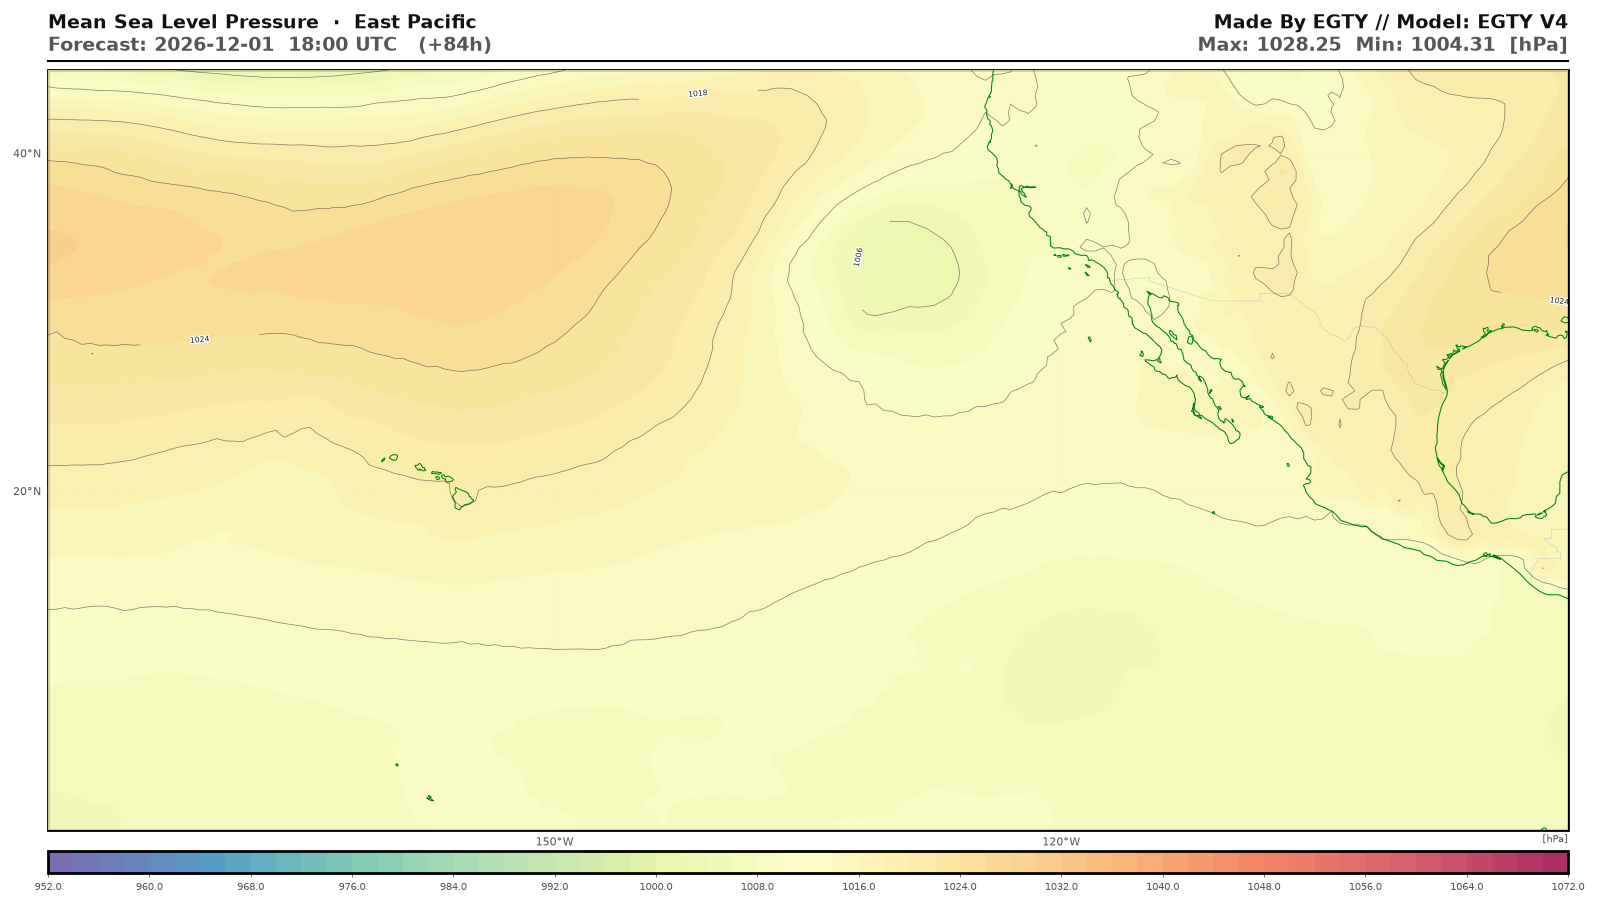 Mean Sea Level Pressure · East Pacific
Made By EGTY // Model: EGTY V4
Forecast: 2026-12-01 18:00 UTC (+84h)
Max: 1028.25 Min: 1004.31 [hPa]
1018
40°N
1006
1024
1024
20°N
150°W
120°W
[hPa]
952.0 960.0 968.0 976.0 984.0 992.0 1000.0 1008.0 1016.0 1024.0 1032.0 1040.0 1048.0 1056.0 1064.0 1072.0